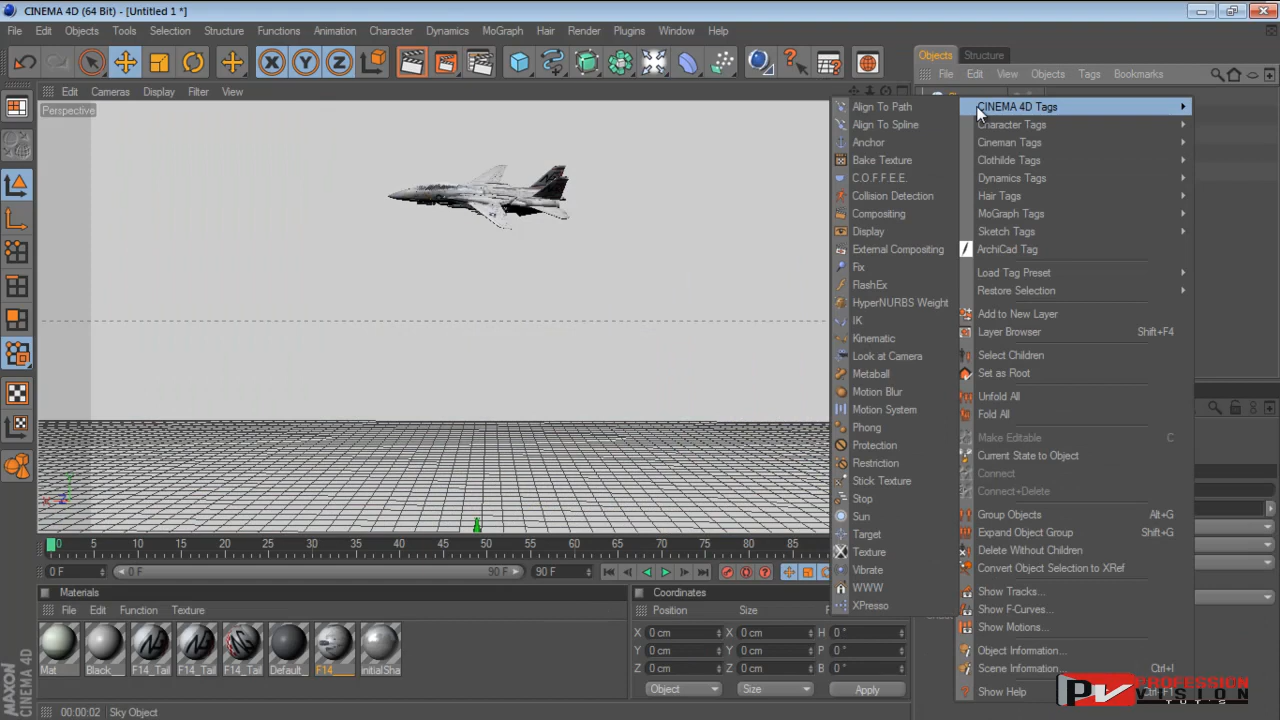 CINEMA 4D (64 Bit) - [Untitled 1 *]
File Edit Objects Tools Selection Structure Functions Animation Character Dynamics MoGraph Hair Render Plugins Window Help
Objects Structure
File Edit View Objects Tags Bookmarks
Edit Cameras Display Filter View
Perspective
Align To Path
Align To Spline
Anchor
Bake Texture
C.O.F.F.E.E.
Collision Detection
Compositing
Display
External Compositing
Fix
FlashEx
HyperNURBS Weight
IK
Kinematic
Look at Camera
Metaball
Motion Blur
Motion System
Phong
Protection
Restriction
Stick Texture
Stop
Sun
Target
Texture
Vibrate
WWW
XPresso
CINEMA 4D Tags
Character Tags
Cineman Tags
Clothilde Tags
Dynamics Tags
Hair Tags
MoGraph Tags
Sketch Tags
ArchiCad Tag
Load Tag Preset
Restore Selection
Add to New Layer
Layer Browser Shift+F4
Select Children
Set as Root
Unfold All
Fold All
Make Editable C
Current State to Object
Connect
Connect+Delete
Group Objects Alt+G
Expand Object Group Shift+G
Delete Without Children
Convert Object Selection to XRef
Show Tracks...
Show F-Curves...
Show Motions...
Object Information...
Scene Information... Ctrl+I
Show Help Ctrl+F1
0 5 10 15 20 25 30 35 40 45 50 55 60 65 70 75 80 85
0 F 0 F 90 F 90 F
Materials
File Edit Function Texture
Mat Black_ F14_Tail F14_Tail F14_Tail Default_ F14_ initialSha
Coordinates
Position Size
X 0 cm X 0 cm H 0 °
Y 0 cm Y 0 cm P 0 °
Z 0 cm Z 0 cm B 0 °
Object Size Apply
MAXON
CINEMA 4D
00:00:02 Sky Object
PV PROFESSION
VISION
TUT'S